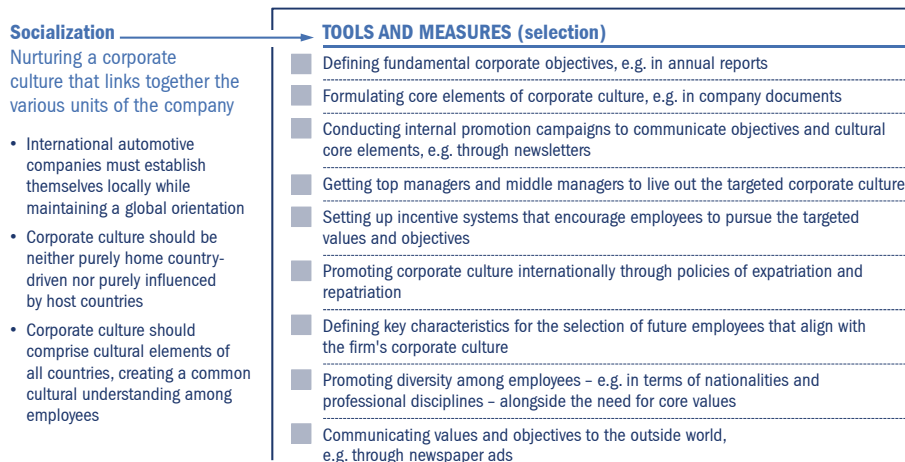 Socialization
Nurturing a corporate
culture that links together the
various units of the company
• International automotive
companies must establish
themselves locally while
maintaining a global orientation
• Corporate culture should be
neither purely home country-
driven nor purely influenced
by host countries
• Corporate culture should
comprise cultural elements of
all countries, creating a common
cultural understanding among
employees
TOOLS AND MEASURES (selection)
Defining fundamental corporate objectives, e.g. in annual reports
Formulating core elements of corporate culture, e.g. in company documents
Conducting internal promotion campaigns to communicate objectives and cultural
core elements, e.g. through newsletters
Getting top managers and middle managers to live out the targeted corporate culture
Setting up incentive systems that encourage employees to pursue the targeted
values and objectives
Promoting corporate culture internationally through policies of expatriation and
repatriation
Defining key characteristics for the selection of future employees that align with
the firm's corporate culture
Promoting diversity among employees – e.g. in terms of nationalities and
professional disciplines – alongside the need for core values
Communicating values and objectives to the outside world,
e.g. through newspaper ads